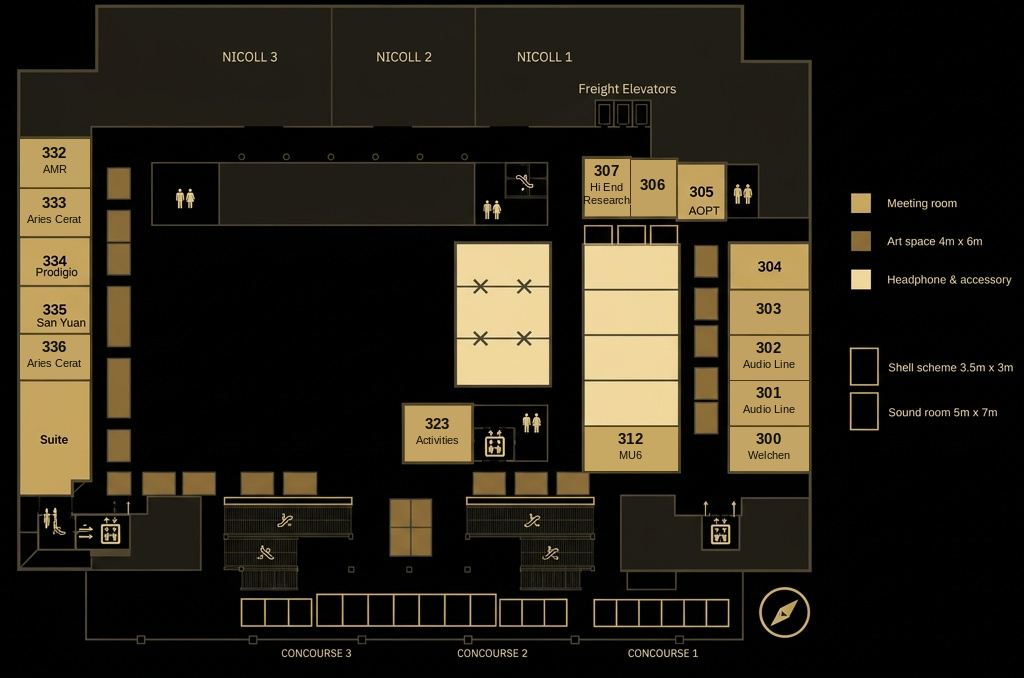 NICOLL 3
NICOLL 2
NICOLL 1
Freight Elevators
332
AMR
333
Aries Cerat
334
Prodigio
335
San Yuan
336
Aries Cerat
Suite
307
Hi End
Research
306
305
AOPT
304
303
302
Audio Line
301
Audio Line
300
Welchen
312
MU6
323
Activities
Meeting room
Art space 4m x 6m
Headphone & accessory
Shell scheme 3.5m x 3m
Sound room 5m x 7m
CONCOURSE 3
CONCOURSE 2
CONCOURSE 1